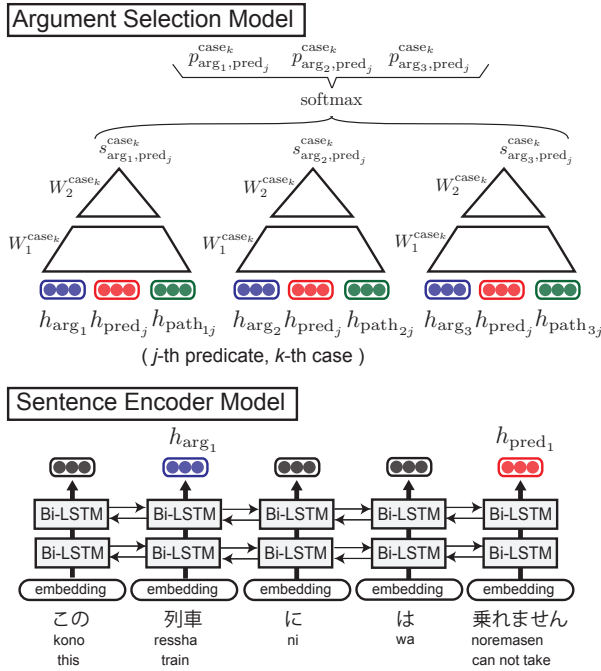 Argument Selection Model
p^{case_k}_{arg_1,pred_j} p^{case_k}_{arg_2,pred_j} p^{case_k}_{arg_3,pred_j}
softmax
s^{case_k}_{arg_1,pred_j} s^{case_k}_{arg_2,pred_j} s^{case_k}_{arg_3,pred_j}
W_2^{case_k} W_2^{case_k} W_2^{case_k}
W_1^{case_k} W_1^{case_k} W_1^{case_k}
h_{arg_1} h_{pred_j} h_{path_{1j}} h_{arg_2} h_{pred_j} h_{path_{2j}} h_{arg_3} h_{pred_j} h_{path_{3j}}
( j-th predicate, k-th case )
Sentence Encoder Model
h_{arg_1} h_{pred_1}
Bi-LSTM Bi-LSTM Bi-LSTM Bi-LSTM Bi-LSTM
Bi-LSTM Bi-LSTM Bi-LSTM Bi-LSTM Bi-LSTM
embedding embedding embedding embedding embedding
この 列車 に は 乗れません
kono ressha ni wa noremasen
this train can not take